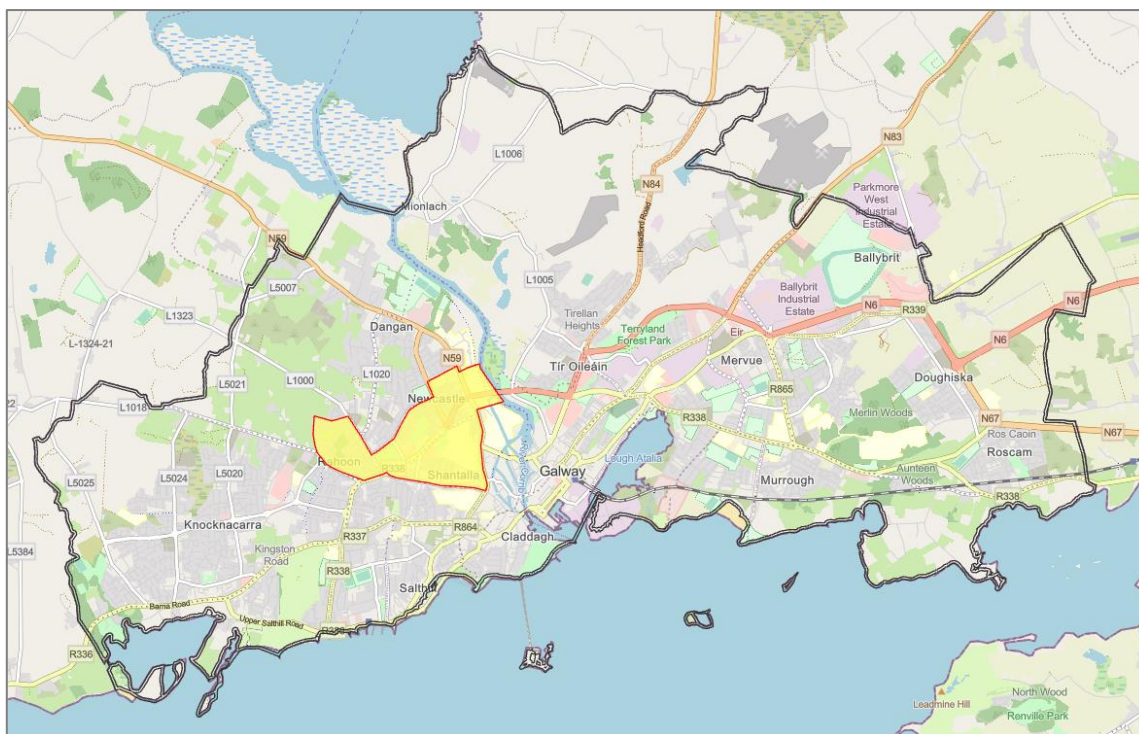 N83
L1006
Mionlach
N84
Headford Road
Parkmore
West
Industrial
Estate
Ballybrit
N59
L5007
L1005
Ballybrit
Industrial
Estate
N6
N6
R339
L1323
Dangan
Tirellan
Heights
Terryland
Forest Park
Eir
N6
L-1324-21
N59
Mervue
L1000
L1020
Tír Oileáin
Doughiska
L5021
Newcastle
R865
L1018
R338
Merlin Woods
N67
N67
Rahoon
R338
Shantalla
Ros Caoin
Roscam
L5024
L5020
Galway
Lough Atalia
Aunteen
Woods
L5025
Murrough
R338
Knocknacarra
R864
R337
Claddagh
L5384
Kingston
Road
R338
Salthill
Barna Road
Upper Salthill Road
R336
North Wood
Leadmine Hill
Renville Park